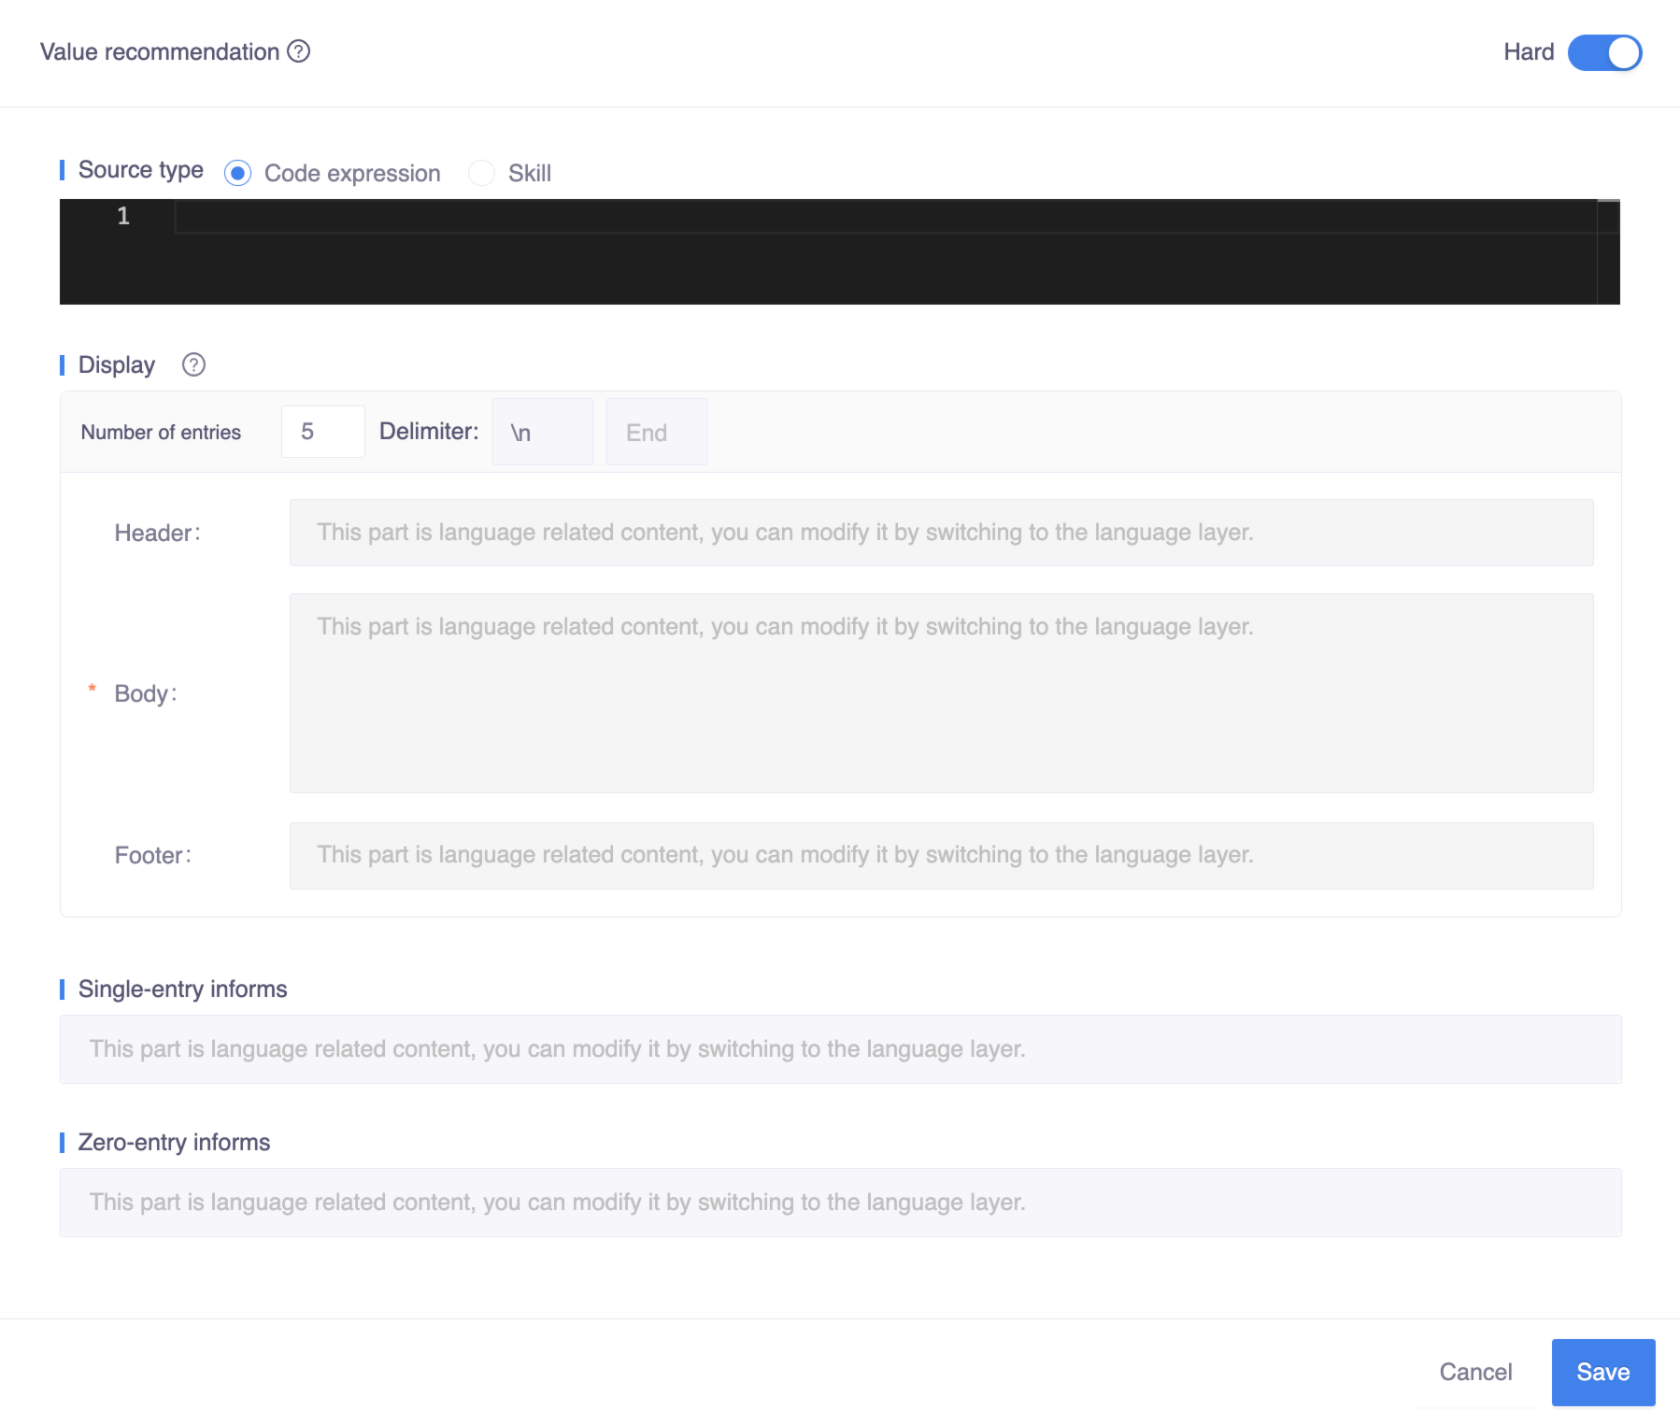 Value recommendation ?
Hard
Source type Code expression Skill
1
Display ?
Number of entries 5 Delimiter: \n End
Header: This part is language related content, you can modify it by switching to the language layer.
* Body: This part is language related content, you can modify it by switching to the language layer.
Footer: This part is language related content, you can modify it by switching to the language layer.
Single-entry informs
This part is language related content, you can modify it by switching to the language layer.
Zero-entry informs
This part is language related content, you can modify it by switching to the language layer.
Cancel Save